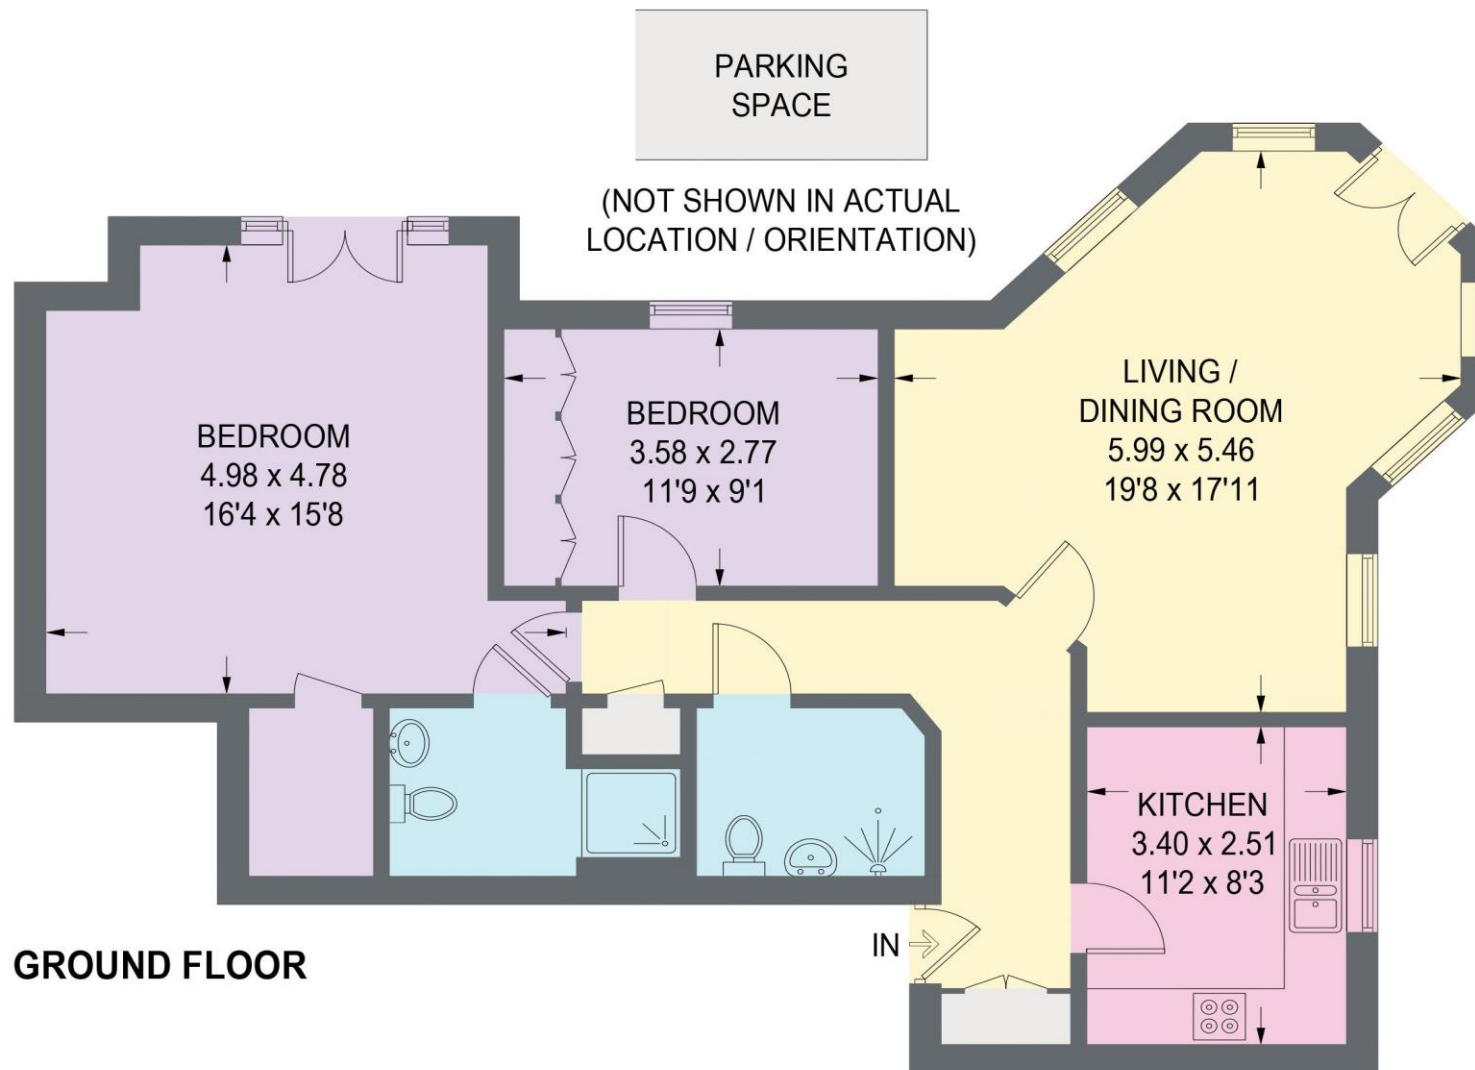 PARKING
SPACE
(NOT SHOWN IN ACTUAL
LOCATION / ORIENTATION)
BEDROOM
4.98 x 4.78
16'4 x 15'8
BEDROOM
3.58 x 2.77
11'9 x 9'1
LIVING /
DINING ROOM
5.99 x 5.46
19'8 x 17'11
KITCHEN
3.40 x 2.51
11'2 x 8'3
IN
GROUND FLOOR